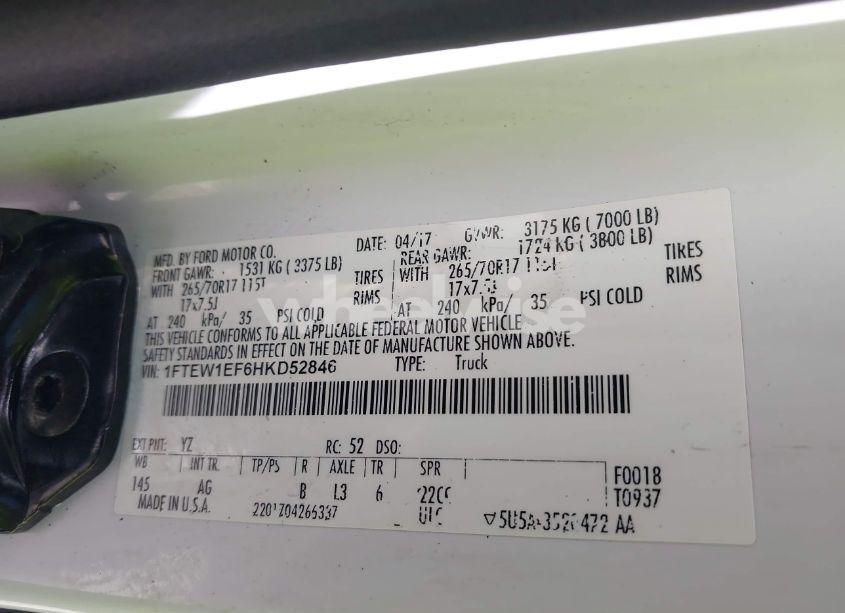 MFD. BY FORD MOTOR CO. DATE: 04/17 GVWR: 3175 KG ( 7000 LB)
FRONT GAWR: 1531 KG ( 3375 LB) REAR GAWR: 1724 KG ( 3800 LB)
WITH 265/70R17 115T TIRES 265/70R17 115T TIRES
17x7.5J RIMS 17x7.5J RIMS
AT 240 kPa/ 35 PSI COLD AT 240 kPa/ 35 PSI COLD
THIS VEHICLE CONFORMS TO ALL APPLICABLE FEDERAL MOTOR VEHICLE
SAFETY STANDARDS IN EFFECT ON THE DATE OF MANUFACTURE SHOWN ABOVE.
VIN: 1FTEW1EF6HKD52846 TYPE: Truck
EXT PNT: YZ RC: 52 DSO:
WB INT TR. TP/PS R AXLE TR SPR F0018
145 AG B L3 6 T0937
MADE IN U.S.A. 2201704266337
wheelwise